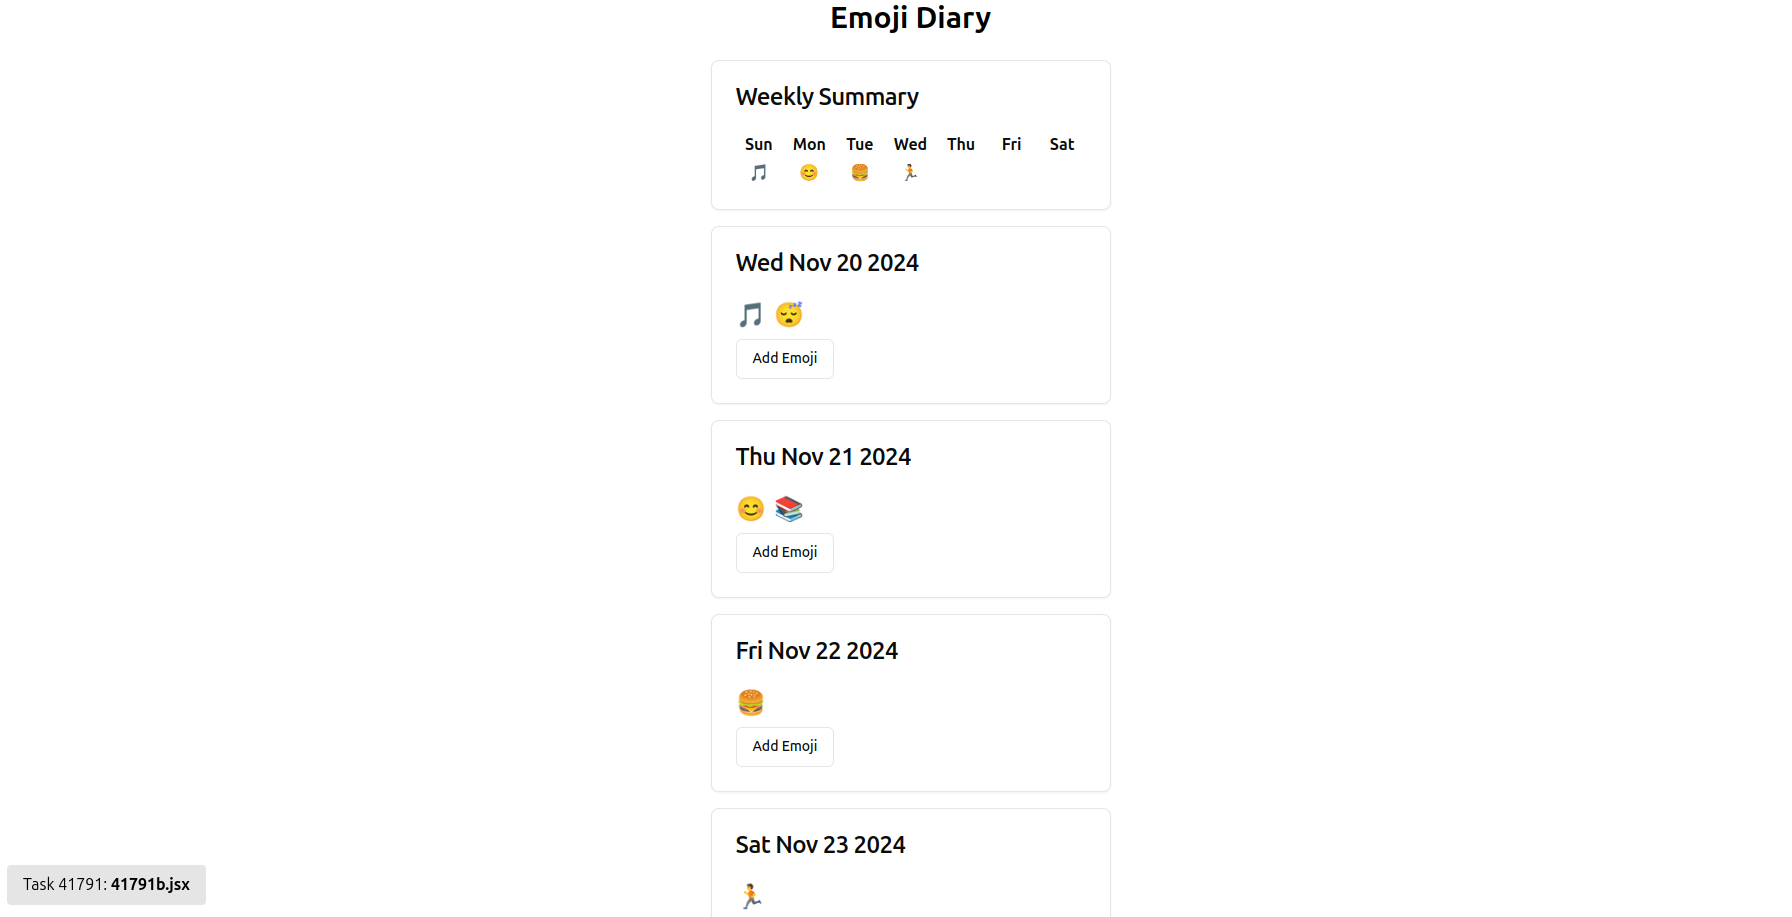 Emoji Diary
Weekly Summary
Sun Mon Tue Wed Thu Fri Sat
🎵 😊 🍔 🏃
Wed Nov 20 2024
🎵 😴
Add Emoji
Thu Nov 21 2024
😊 📚
Add Emoji
Fri Nov 22 2024
🍔
Add Emoji
Sat Nov 23 2024
🏃
Task 41791: 41791b.jsx